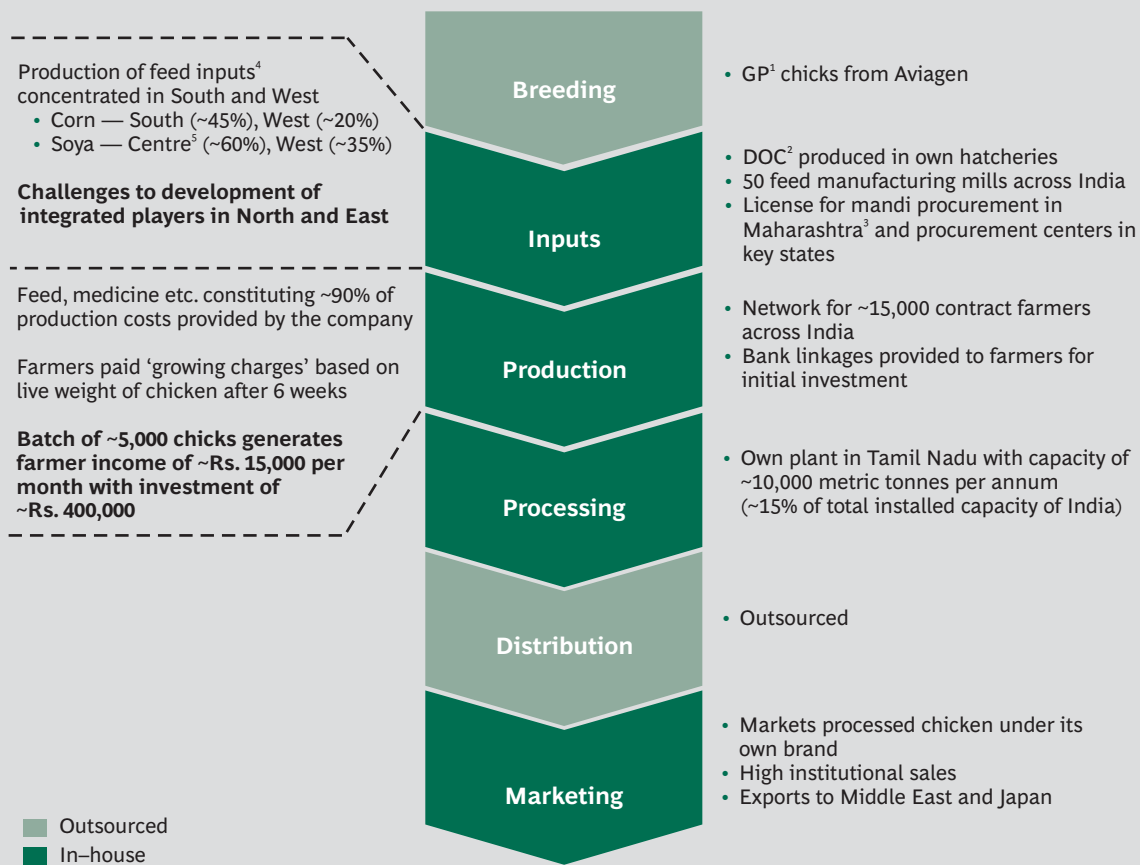 Production of feed inputs⁴
concentrated in South and West
• Corn — South (~45%), West (~20%)
• Soya — Centre⁵ (~60%), West (~35%)
Challenges to development of
integrated players in North and East
Feed, medicine etc. constituting ~90% of
production costs provided by the company
Farmers paid ‘growing charges’ based on
live weight of chicken after 6 weeks
Batch of ~5,000 chicks generates
farmer income of ~Rs. 15,000 per
month with investment of
~Rs. 400,000
Breeding
Inputs
Production
Processing
Distribution
Marketing
• GP¹ chicks from Aviagen
• DOC² produced in own hatcheries
• 50 feed manufacturing mills across India
• License for mandi procurement in
Maharashtra³ and procurement centers in
key states
• Network for ~15,000 contract farmers
across India
• Bank linkages provided to farmers for
initial investment
• Own plant in Tamil Nadu with capacity of
~10,000 metric tonnes per annum
(~15% of total installed capacity of India)
• Outsourced
• Markets processed chicken under its
own brand
• High institutional sales
• Exports to Middle East and Japan
Outsourced
In–house